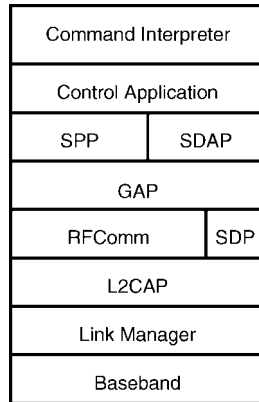 Command Interpreter
Control Application
SPP SDAP
GAP
RFComm SDP
L2CAP
Link Manager
Baseband